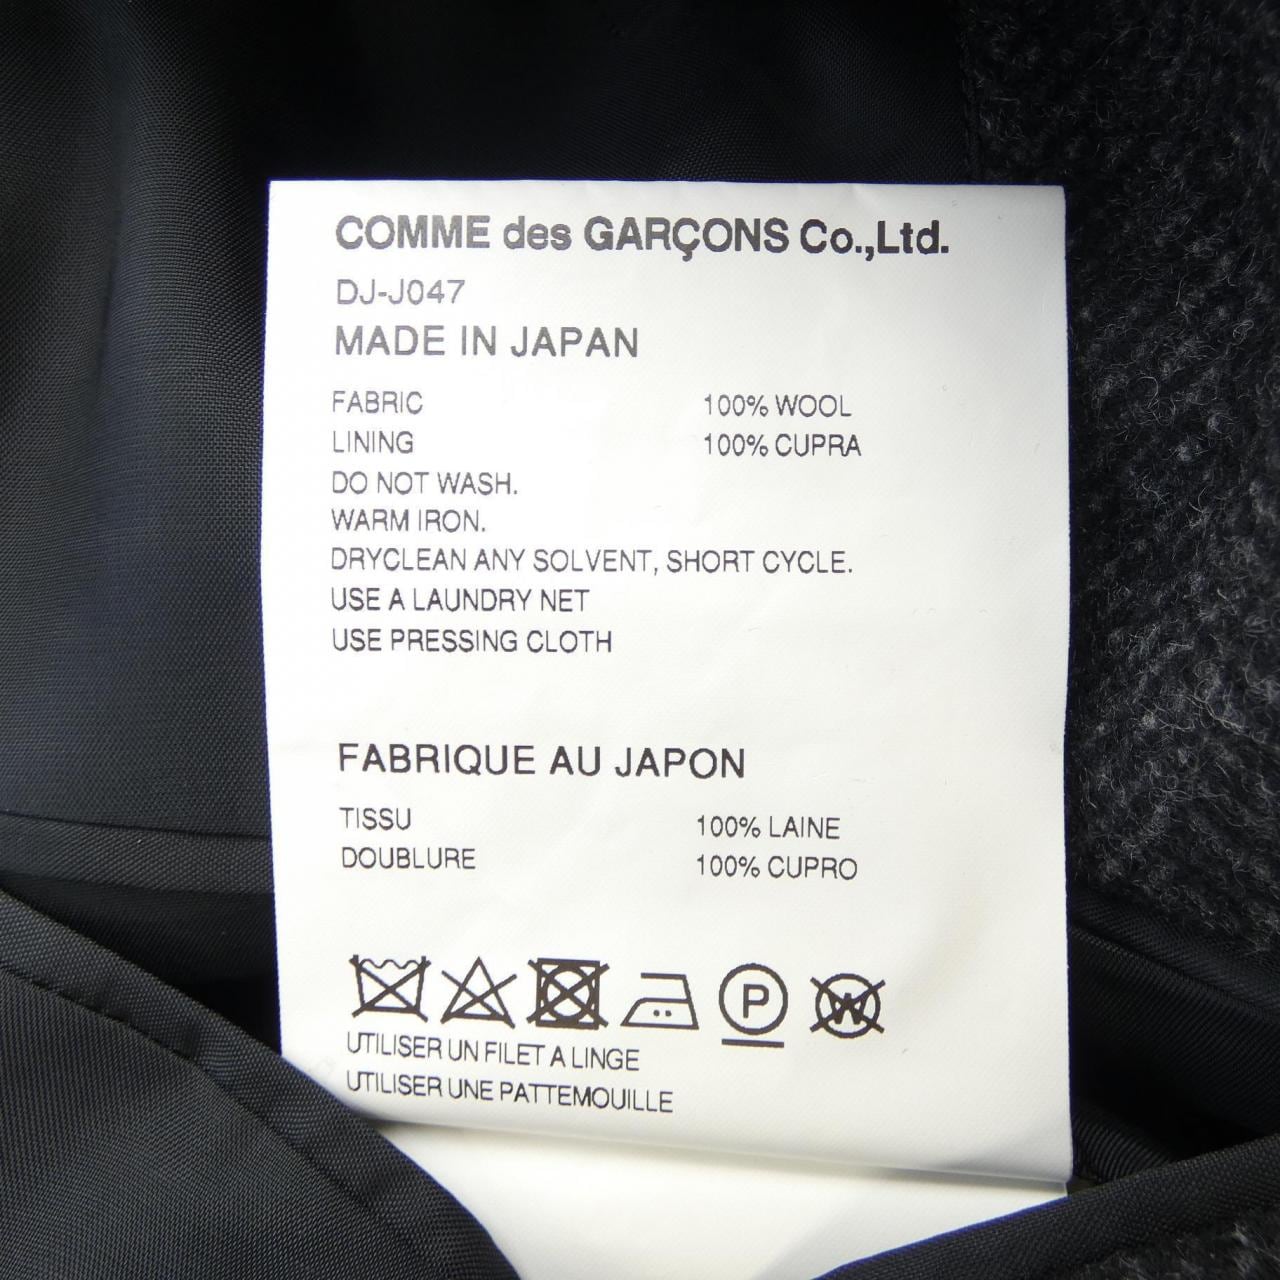 COMME des GARÇONS Co.,Ltd.
DJ-J047
MADE IN JAPAN
FABRIC 100% WOOL
LINING 100% CUPRA
DO NOT WASH.
WARM IRON.
DRYCLEAN ANY SOLVENT, SHORT CYCLE.
USE A LAUNDRY NET
USE PRESSING CLOTH
FABRIQUE AU JAPON
TISSU 100% LAINE
DOUBLURE 100% CUPRO
P W
UTILISER UN FILET A LINGE
UTILISER UNE PATTEMOUILLE